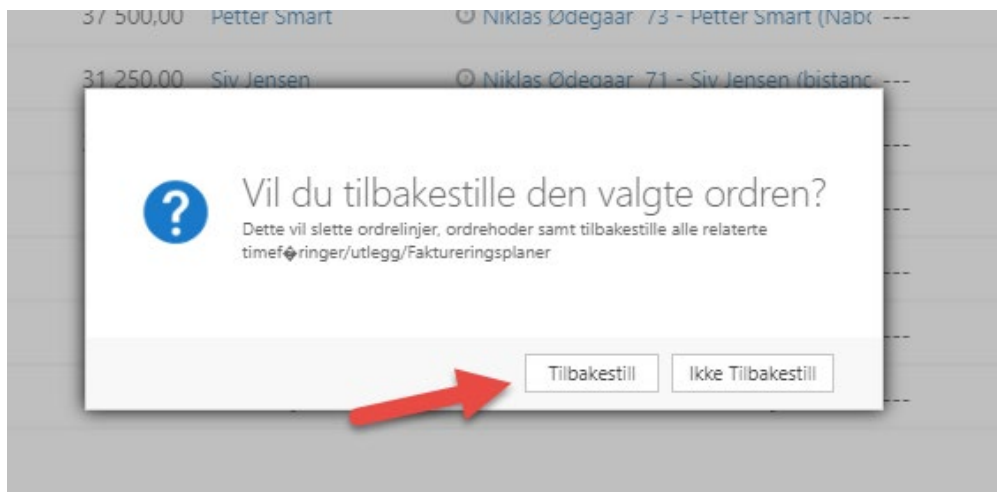 37 500,00 Petter Smart Niklas Ødegaar 73 - Petter Smart (Nabo ---
31 250,00 Siv Jensen Niklas Ødegaar 71 - Siv Jensen (bistanc ---
---
Vil du tilbakestille den valgte ordren?
---
Dette vil slette ordrelinjer, ordrehoder samt tilbakestille alle relaterte
timef�ringer/utlegg/Faktureringsplaner
---
---
Tilbakestill Ikke Tilbakestill
---